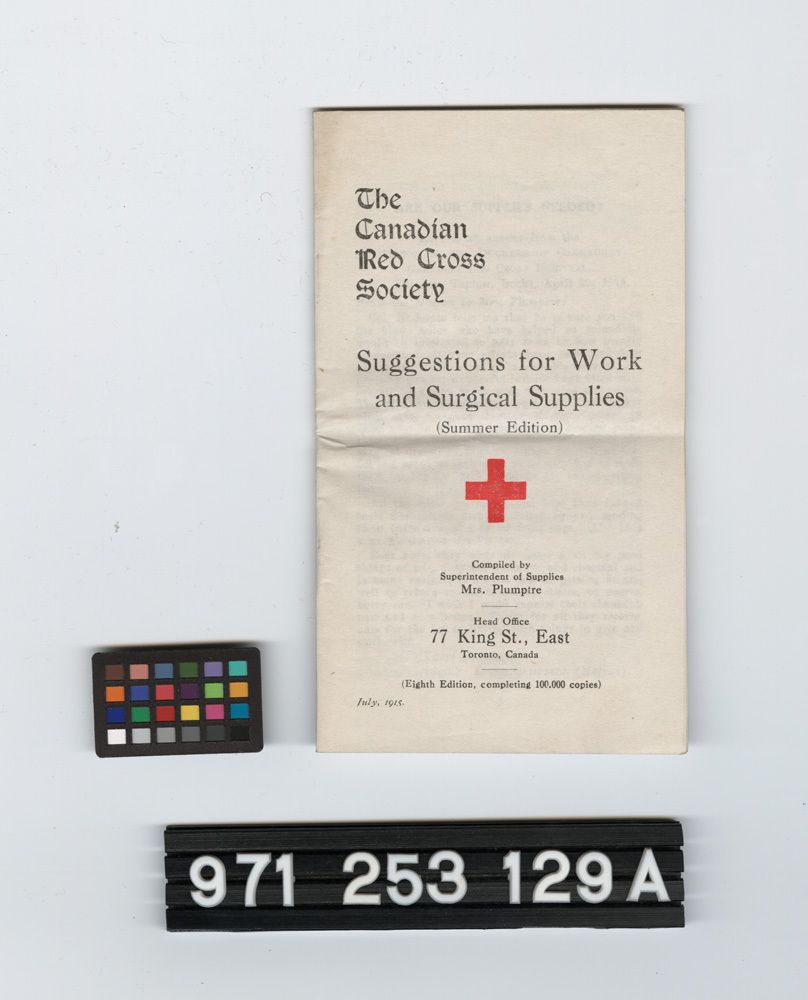 The
Canadian
Red Cross
Society
Suggestions for Work
and Surgical Supplies
(Summer Edition)
Compiled by
Superintendent of Supplies
Mrs. Plumptre
Head Office
77 King St., East
Toronto, Canada
(Eighth Edition, completing 100.000 copies)
July, 1915.
971 253 129A